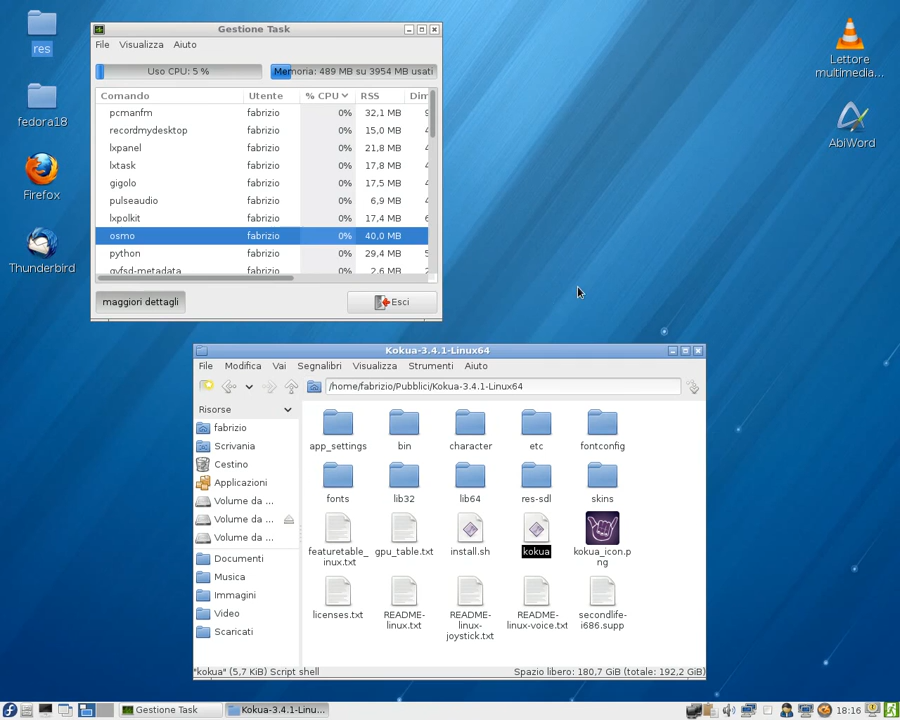 res
fedora18
Firefox
Thunderbird
Lettore
multimedia...
AbiWord
Gestione Task
File Visualizza Aiuto
Uso CPU: 5 % Memoria: 489 MB su 3954 MB usati
Comando Utente % CPU RSS Dim
pcmanfm fabrizio 0% 32,1 MB
recordmydesktop fabrizio 0% 15,0 MB
lxpanel fabrizio 0% 21,8 MB
lxtask fabrizio 0% 17,8 MB
gigolo fabrizio 0% 17,5 MB
pulseaudio fabrizio 0% 6,9 MB
lxpolkit fabrizio 0% 17,4 MB
osmo fabrizio 0% 40,0 MB
python fabrizio 0% 29,4 MB
gvfsd-metadata fabrizio 0% 2,6 MB
maggiori dettagli Esci
Kokua-3.4.1-Linux64
File Modifica Vai Segnalibri Visualizza Strumenti Aiuto
/home/fabrizio/Pubblici/Kokua-3.4.1-Linux64
Risorse
fabrizio
Scrivania
Cestino
Applicazioni
Volume da ...
Volume da ...
Volume da ...
Documenti
Musica
Immagini
Video
Scaricati
app_settings bin character etc fontconfig
fonts lib32 lib64 res-sdl skins
featuretable_ gpu_table.txt install.sh kokua kokua_icon.p
inux.txt ng
licenses.txt README- README- README- secondlife-
linux.txt linux- linux-voice.txt i686.supp
joystick.txt
"kokua" (5,7 KiB) Script shell Spazio libero: 180,7 GiB (totale: 192,2 GiB)
Gestione Task Kokua-3.4.1-Linu... 18:16